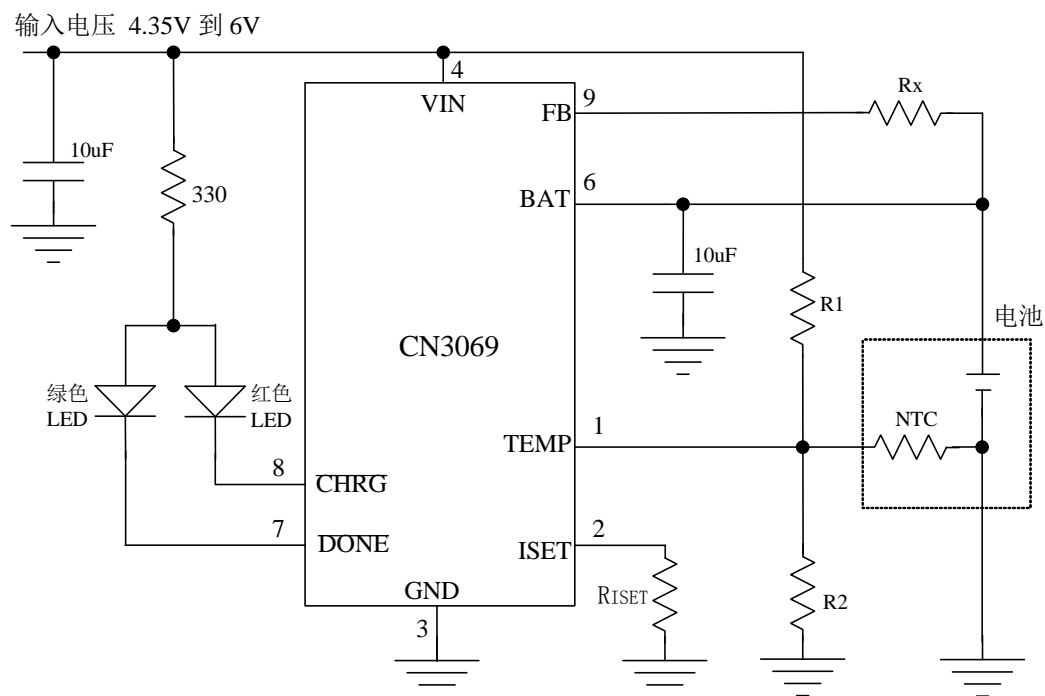 输入电压 4.35V 到 6V
4
VIN
9
FB
Rx
10uF
330
6
BAT
10uF
R1
CN3069
电池
绿色
LED
红色
LED
NTC
1
TEMP
8
CHRG
7
DONE
2
ISET
RISET
R2
GND
3